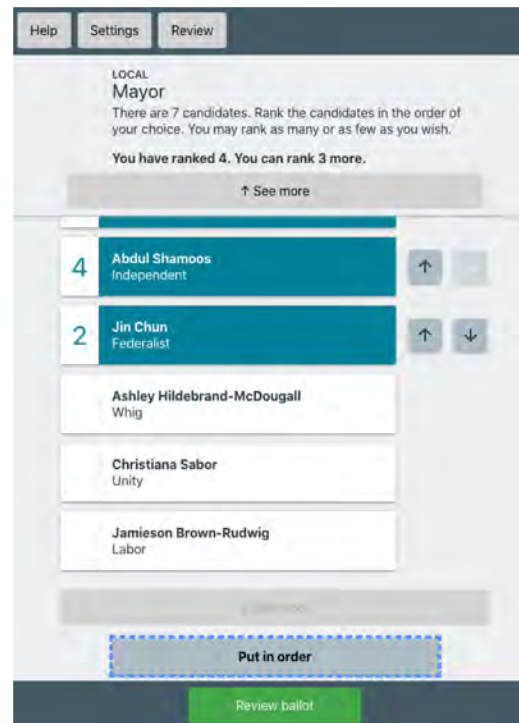 Help Settings Review
LOCAL
Mayor
There are 7 candidates. Rank the candidates in the order of
your choice. You may rank as many or as few as you wish.
You have ranked 4. You can rank 3 more.
↑ See more
4 Abdul Shamoos
Independent
↑
2 Jin Chun
Federalist
↑ ↓
Ashley Hildebrand-McDougall
Whig
Christiana Sabor
Unity
Jamieson Brown-Rudwig
Labor
Put in order
Review ballot